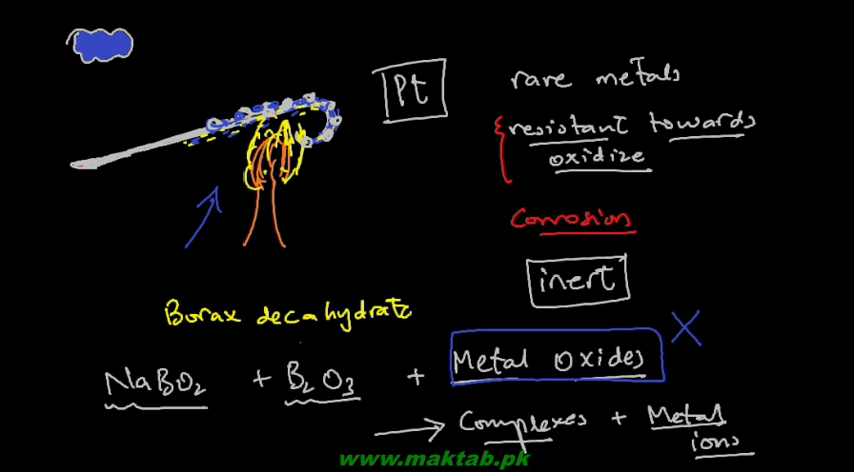 Pt
rare metals
resistant towards
oxidize
Corrosion
inert
Borax decahydrate
NaBO2 + B2O3 + Metal Oxides X
→ Complexes + Metal
ions
www.maktab.pk